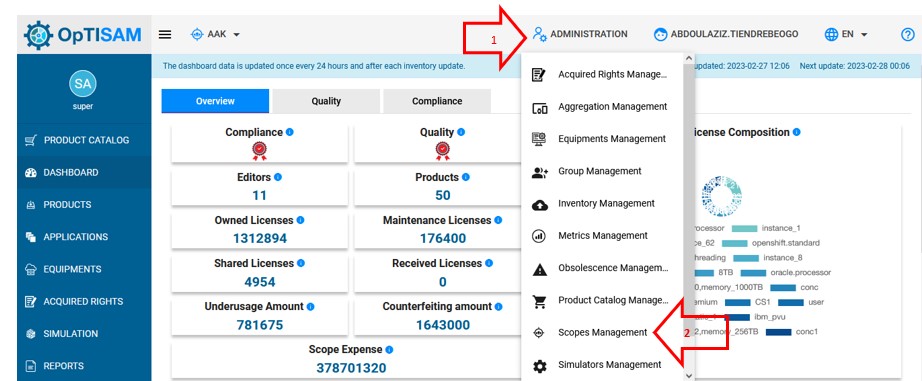 OpTISAM
AAK
1
ADMINISTRATION
ABDOULAZIZ.TIENDREBEOGO
EN
SA
super
PRODUCT CATALOG
DASHBOARD
PRODUCTS
APPLICATIONS
EQUIPMENTS
ACQUIRED RIGHTS
SIMULATION
REPORTS
The dashboard data is updated once every 24 hours and after each inventory update.
updated: 2023-02-27 12:06 Next update: 2023-02-28 00:06
Overview Quality Compliance
Compliance Quality
Editors Products
11 50
Owned Licenses Maintenance Licenses
1312894 176400
Shared Licenses Received Licenses
4954 0
Underusage Amount Counterfeiting amount
781675 1643000
Scope Expense
378701320
Acquired Rights Manage...
Aggregation Management
Equipments Management
Group Management
Inventory Management
Metrics Management
Obsolescence Managem...
Product Catalog Manage...
Scopes Management
2
Simulators Management
icense Composition
rocessor instance_1
ce_62 openshift.standard
hreading instance_8
8TB oracle.processor
0,memory_1000TB conc
emium CS1 user
ibm_pvu
2,memory_256TB conc1